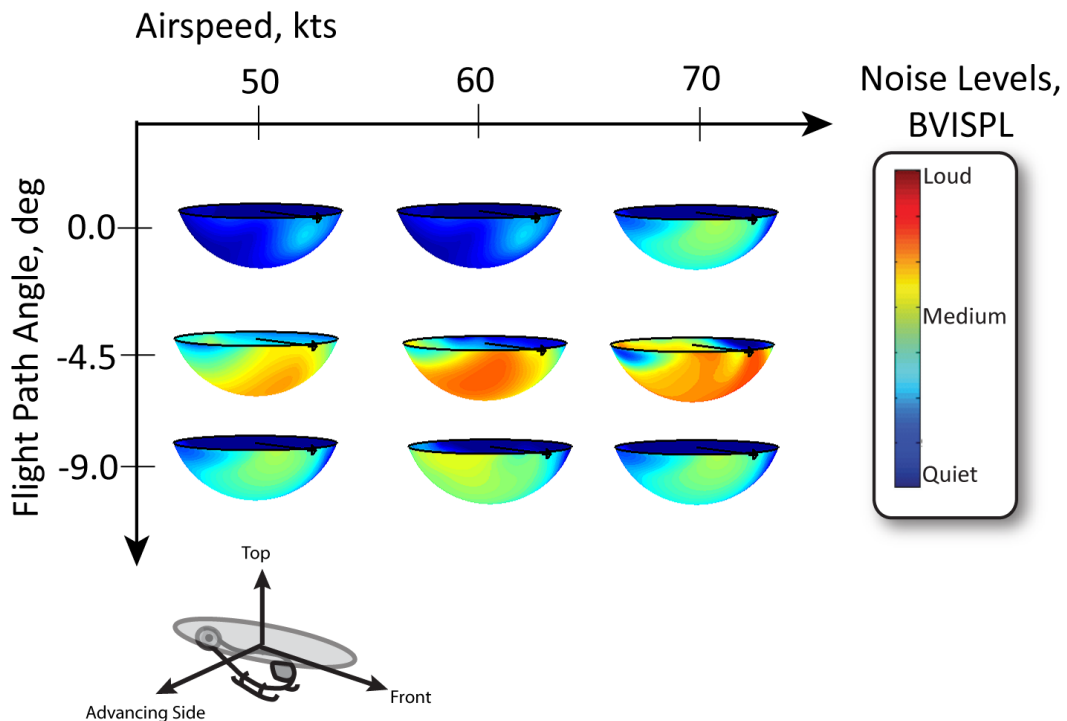 Airspeed, kts
50
60
70
Noise Levels,
BVISPL
Loud
Medium
Quiet
Flight Path Angle, deg
0.0
-4.5
-9.0
Top
Front
Advancing Side